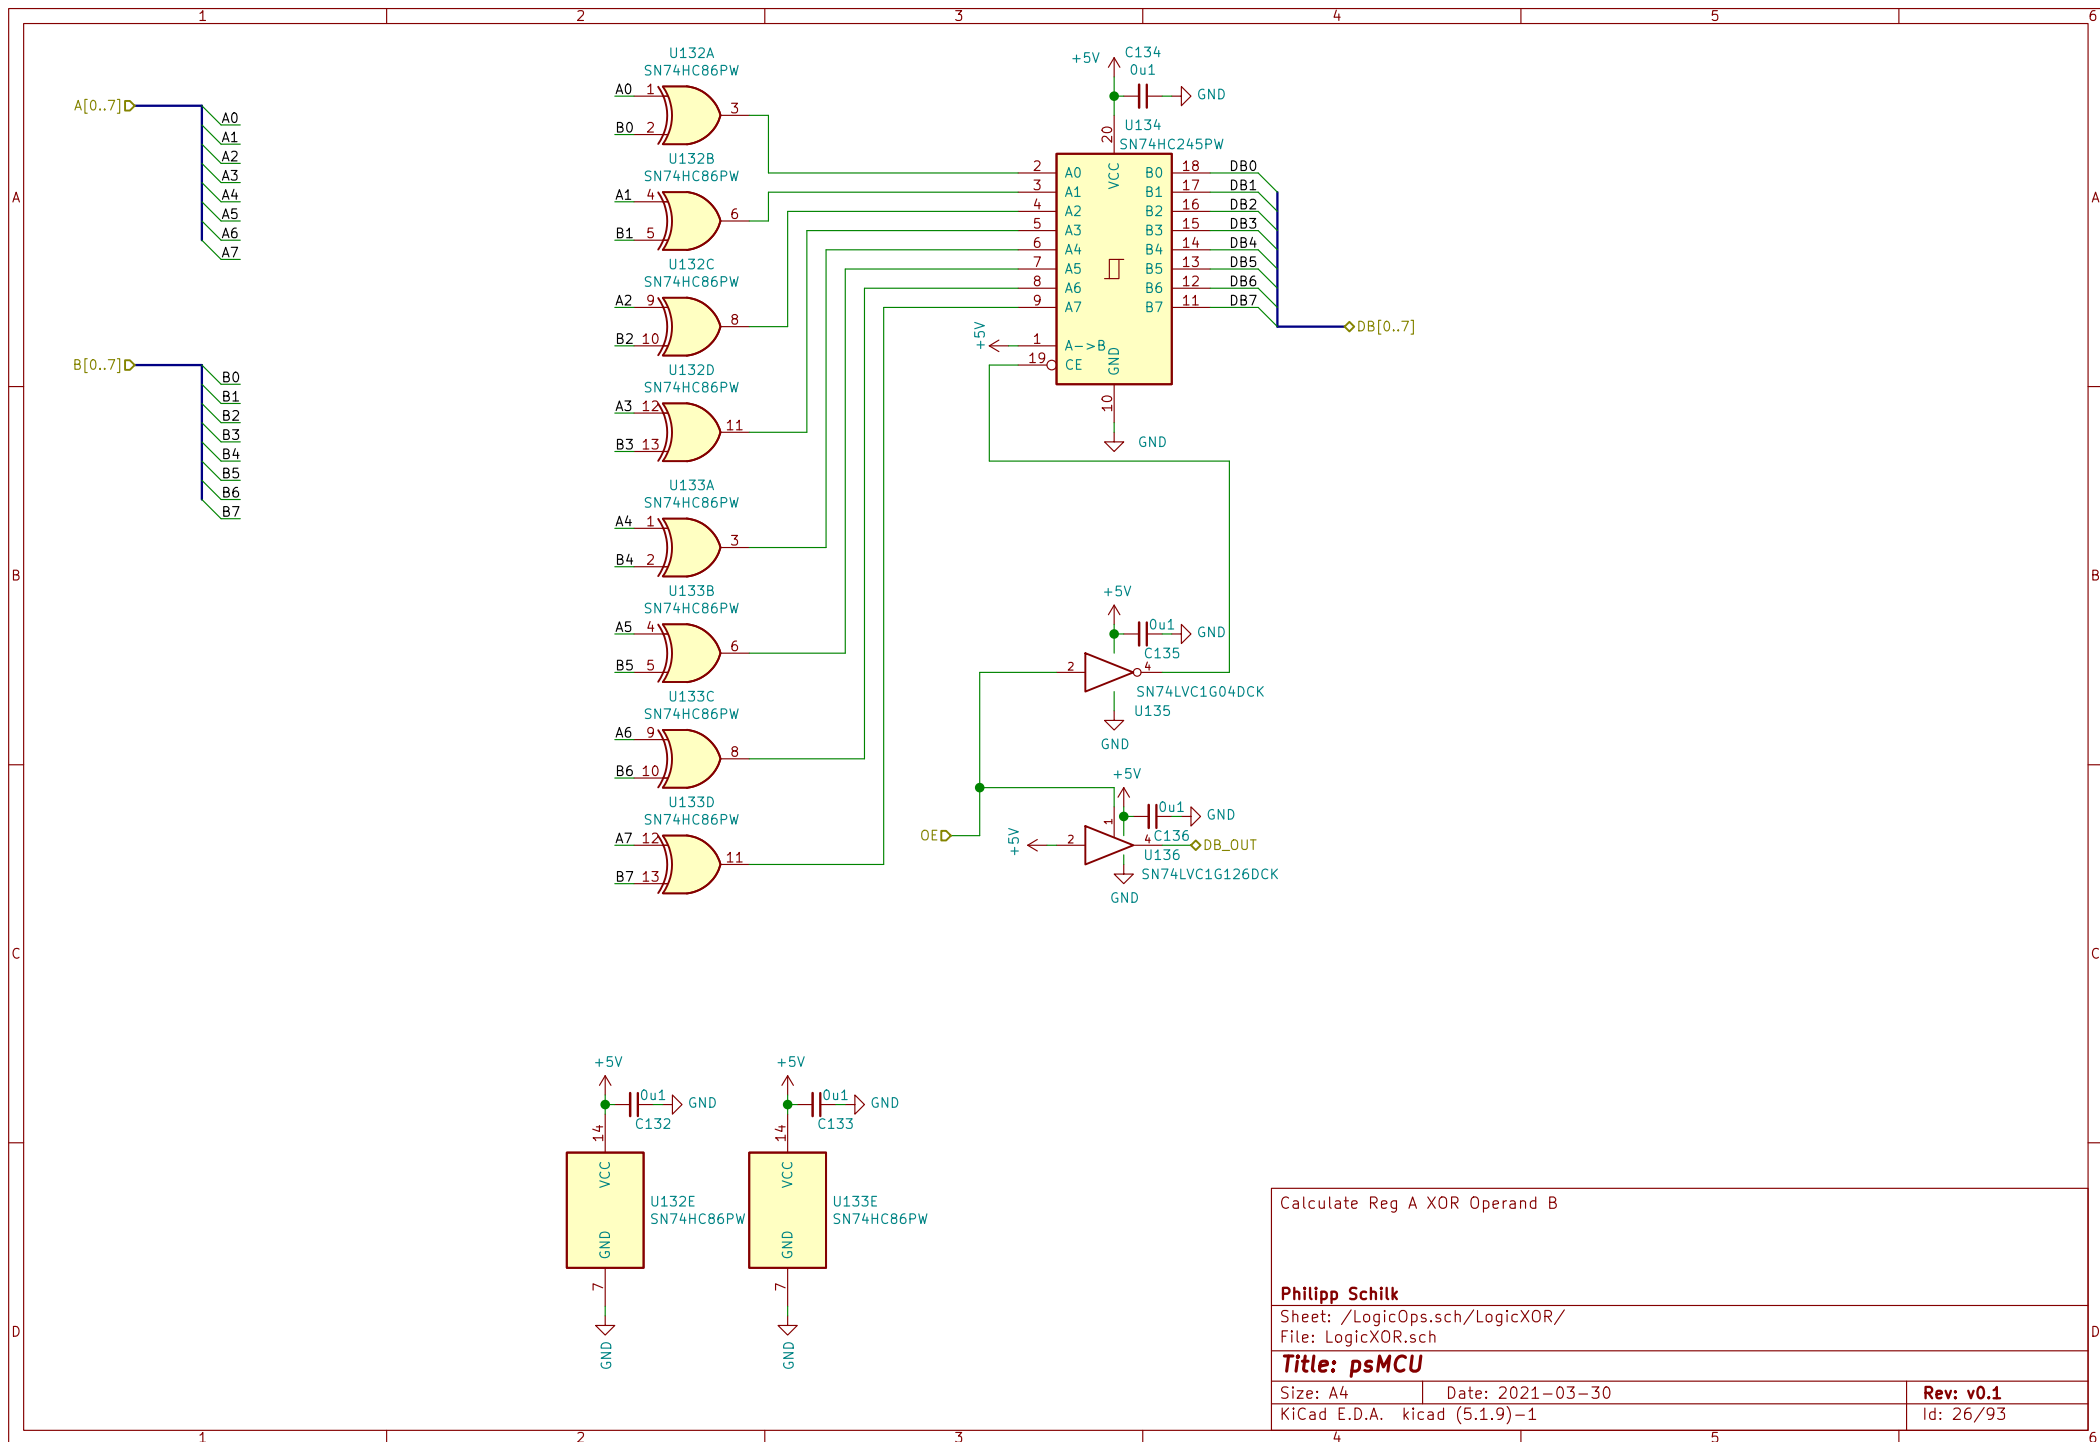 1 2 3 4 5 6
A
B
C
D
A[0..7]
A0
A1
A2
A3
A4
A5
A6
A7
B[0..7]
B0
B1
B2
B3
B4
B5
B6
B7
U132A
SN74HC86PW
A0 1
B0 2
3
U132B
SN74HC86PW
A1 4
B1 5
6
U132C
SN74HC86PW
A2 9
B2 10
8
U132D
SN74HC86PW
A3 12
B3 13
11
U133A
SN74HC86PW
A4 1
B4 2
3
U133B
SN74HC86PW
A5 4
B5 5
6
U133C
SN74HC86PW
A6 9
B6 10
8
U133D
SN74HC86PW
A7 12
B7 13
11
+5V
C134
0u1
GND
U134
SN74HC245PW
20
VCC
2 A0 B0 18 DB0
3 A1 B1 17 DB1
4 A2 B2 16 DB2
5 A3 B3 15 DB3
6 A4 B4 14 DB4
7 A5 B5 13 DB5
8 A6 B6 12 DB6
9 A7 B7 11 DB7
DB[0..7]
+5V
1 A->B
19 CE
GND
10
GND
+5V
0u1
GND
C135
2 4
SN74LVC1G04DCK
U135
GND
+5V
0u1
GND
C136
OE
+5V
1
2 4
DB_OUT
U136
SN74LVC1G126DCK
GND
+5V
0u1
GND
C132
14
VCC
U132E
SN74HC86PW
GND
7
GND
+5V
0u1
GND
C133
14
VCC
U133E
SN74HC86PW
GND
7
GND
Calculate Reg A XOR Operand B
Philipp Schilk
Sheet: /LogicOps.sch/LogicXOR/
File: LogicXOR.sch
Title: psMCU
Size: A4 Date: 2021-03-30 Rev: v0.1
KiCad E.D.A. kicad (5.1.9)-1 Id: 26/93
A
B
C
D
1 2 3 4 5 6